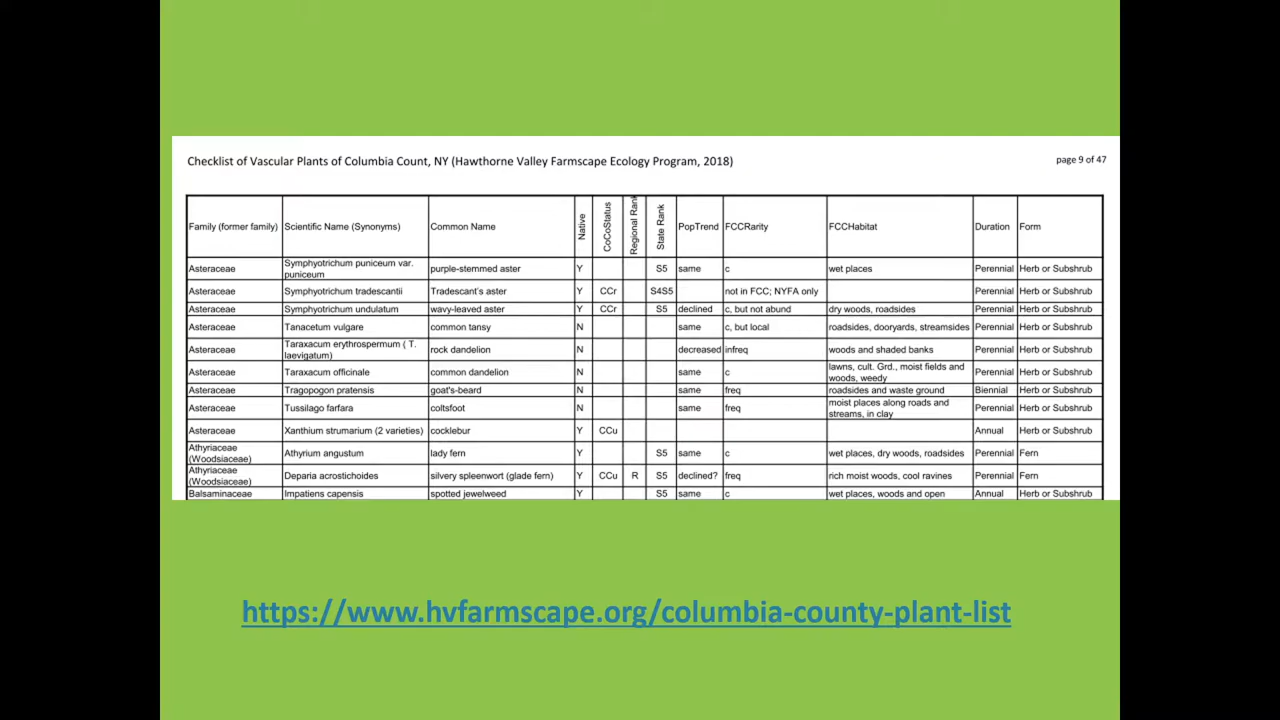 Checklist of Vascular Plants of Columbia Count, NY (Hawthorne Valley Farmscape Ecology Program, 2018) page 9 of 47
Family (former family) Scientific Name (Synonyms) Common Name Native CoCoStatus Regional Rank State Rank PopTrend FCCRarity FCCHabitat Duration Form
Asteraceae Symphyotrichum puniceum var. puniceum purple-stemmed aster Y S5 same c wet places Perennial Herb or Subshrub
Asteraceae Symphyotrichum tradescantii Tradescant's aster Y CCr S4S5 not in FCC; NYFA only Perennial Herb or Subshrub
Asteraceae Symphyotrichum undulatum wavy-leaved aster Y CCr S5 declined c, but not abund dry woods, roadsides Perennial Herb or Subshrub
Asteraceae Tanacetum vulgare common tansy N same c, but local roadsides, dooryards, streamsides Perennial Herb or Subshrub
Asteraceae Taraxacum erythrospermum ( T. laevigatum) rock dandelion N decreased infreq woods and shaded banks Perennial Herb or Subshrub
Asteraceae Taraxacum officinale common dandelion N same c lawns, cult. Grd., moist fields and woods, weedy Perennial Herb or Subshrub
Asteraceae Tragopogon pratensis goat's-beard N same freq roadsides and waste ground Biennial Herb or Subshrub
Asteraceae Tussilago farfara coltsfoot N same freq moist places along roads and streams, in clay Perennial Herb or Subshrub
Asteraceae Xanthium strumarium (2 varieties) cocklebur Y CCu Annual Herb or Subshrub
Athyriaceae (Woodsiaceae) Athyrium angustum lady fern Y S5 same c wet places, dry woods, roadsides Perennial Fern
Athyriaceae (Woodsiaceae) Deparia acrostichoides silvery spleenwort (glade fern) Y CCu R S5 declined? freq rich moist woods, cool ravines Perennial Fern
Balsaminaceae Impatiens capensis spotted jewelweed Y S5 same c wet places, woods and open Annual Herb or Subshrub
https://www.hvfarmscape.org/columbia-county-plant-list